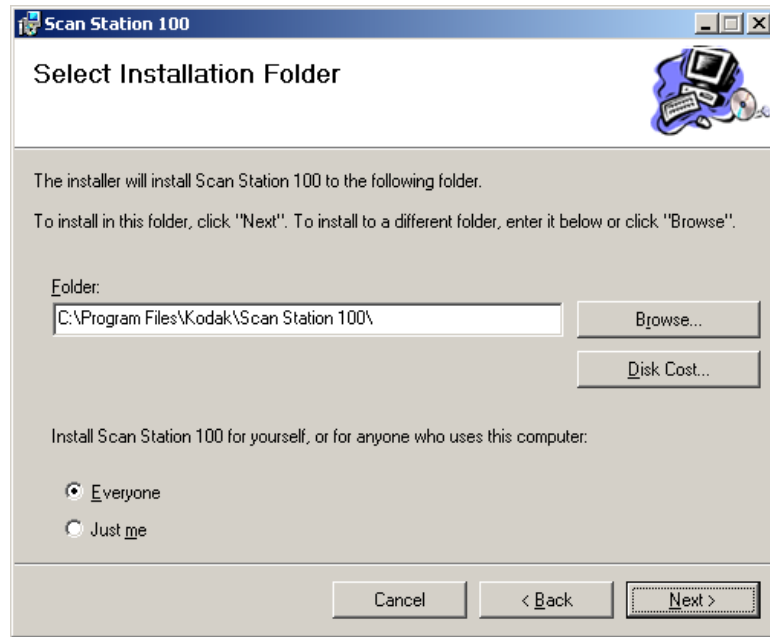 Scan Station 100
Select Installation Folder
The installer will install Scan Station 100 to the following folder.
To install in this folder, click "Next". To install to a different folder, enter it below or click "Browse".
Folder:
C:\Program Files\Kodak\Scan Station 100\
Browse...
Disk Cost...
Install Scan Station 100 for yourself, or for anyone who uses this computer:
Everyone
Just me
Cancel
< Back
Next >